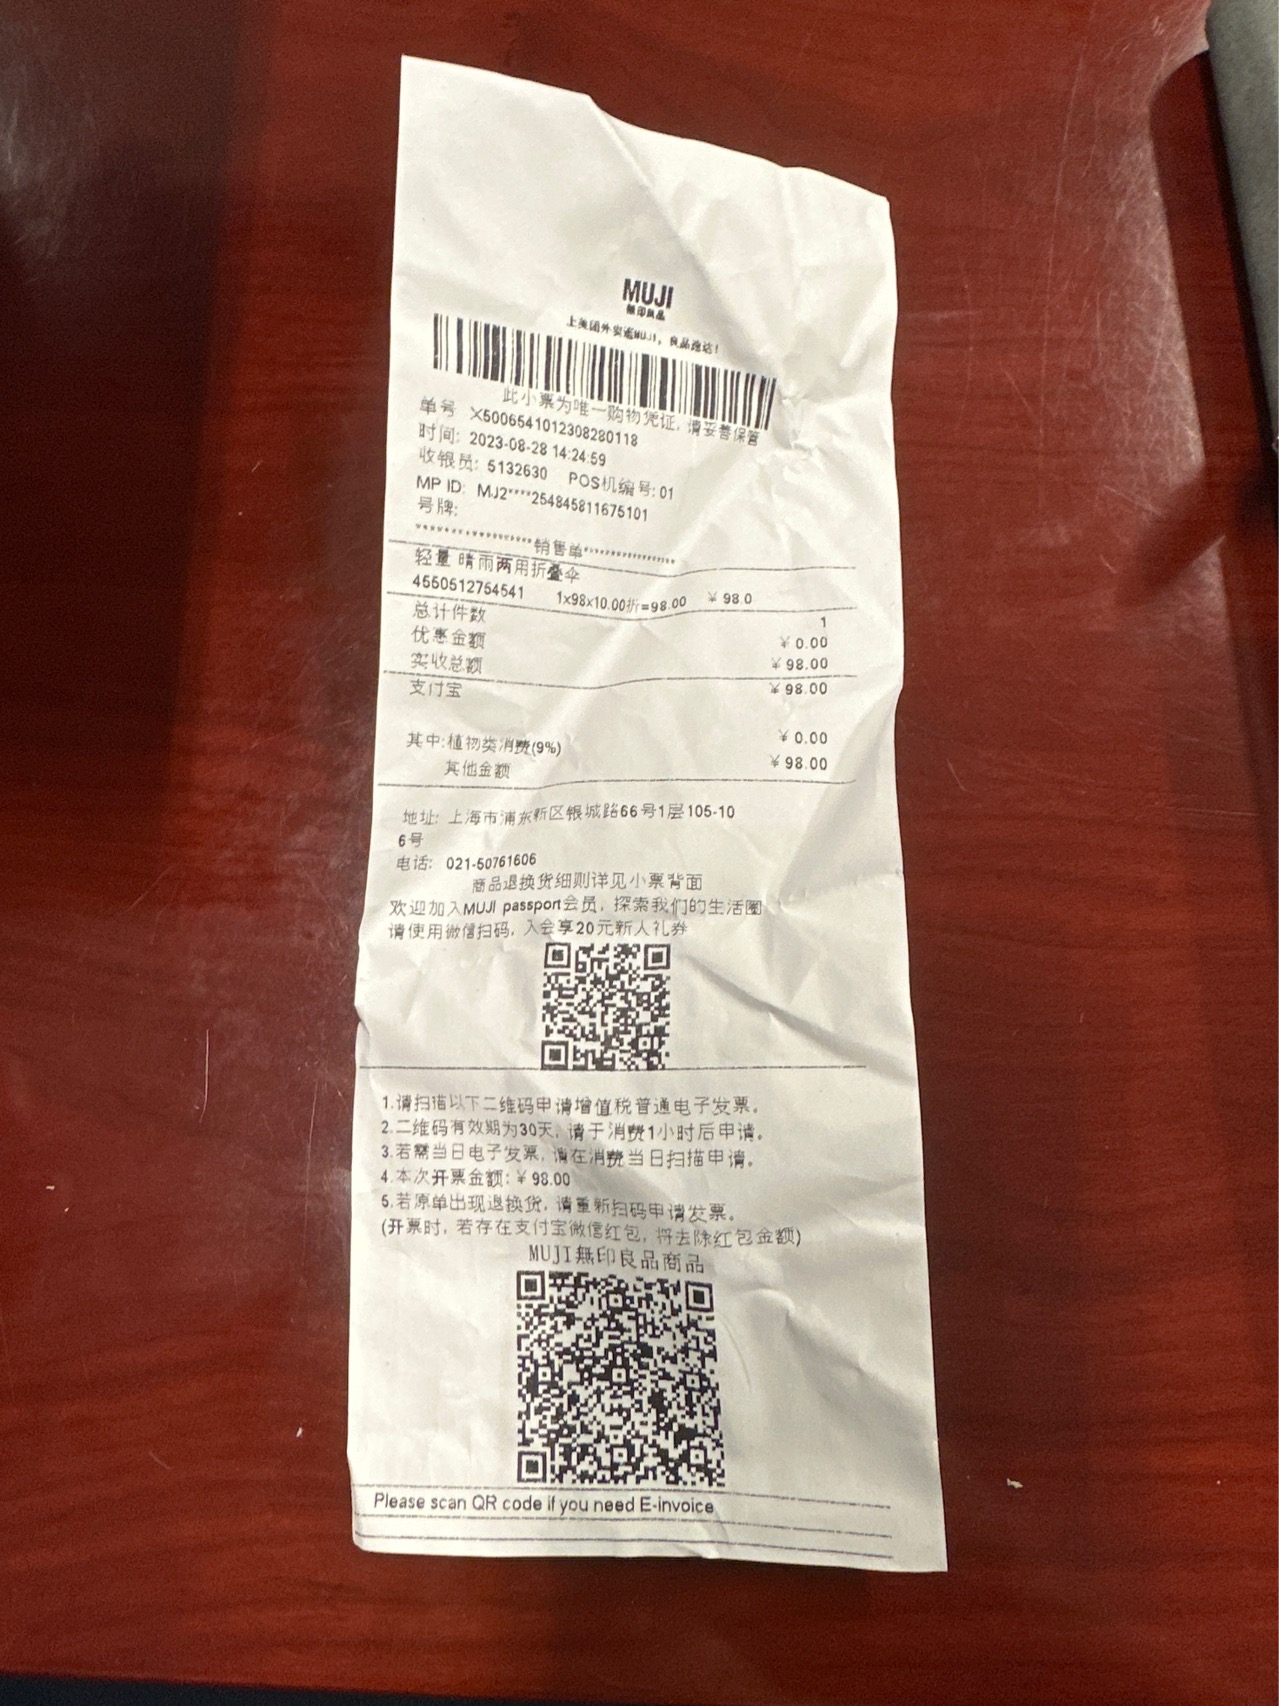 MUJI
無印良品
上美团外卖逛MUJI，良品速达！
此小票为唯一购物凭证，请妥善保管
单号 X5006541012308280118
时间: 2023-08-28 14:24:59
收银员: 5132630 POS机编号: 01
MP ID: MJ2****254845811675101
号牌:
********************销售单********************
轻量 晴雨两用折叠伞
4550512754541 1x98x10.00折=98.00 ￥98.0
总计件数 1
优惠金额 ￥0.00
实收总额 ￥98.00
支付宝 ￥98.00
其中:植物类消费(9%) ￥0.00
其他金额 ￥98.00
地址: 上海市浦东新区银城路66号1层105-10
6号
电话: 021-50761606
商品退换货细则详见小票背面
欢迎加入MUJI passport会员，探索我们的生活圈
请使用微信扫码，入会享20元新人礼券
1.请扫描以下二维码申请增值税普通电子发票。
2.二维码有效期为30天，请于消费1小时后申请。
3.若需当日电子发票，请在消费当日扫描申请。
4.本次开票金额:￥98.00
5.若原单出现退换货，请重新扫码申请发票。
(开票时，若存在支付宝微信红包，将去除红包金额)
MUJI無印良品商品
Please scan QR code if you need E-invoice